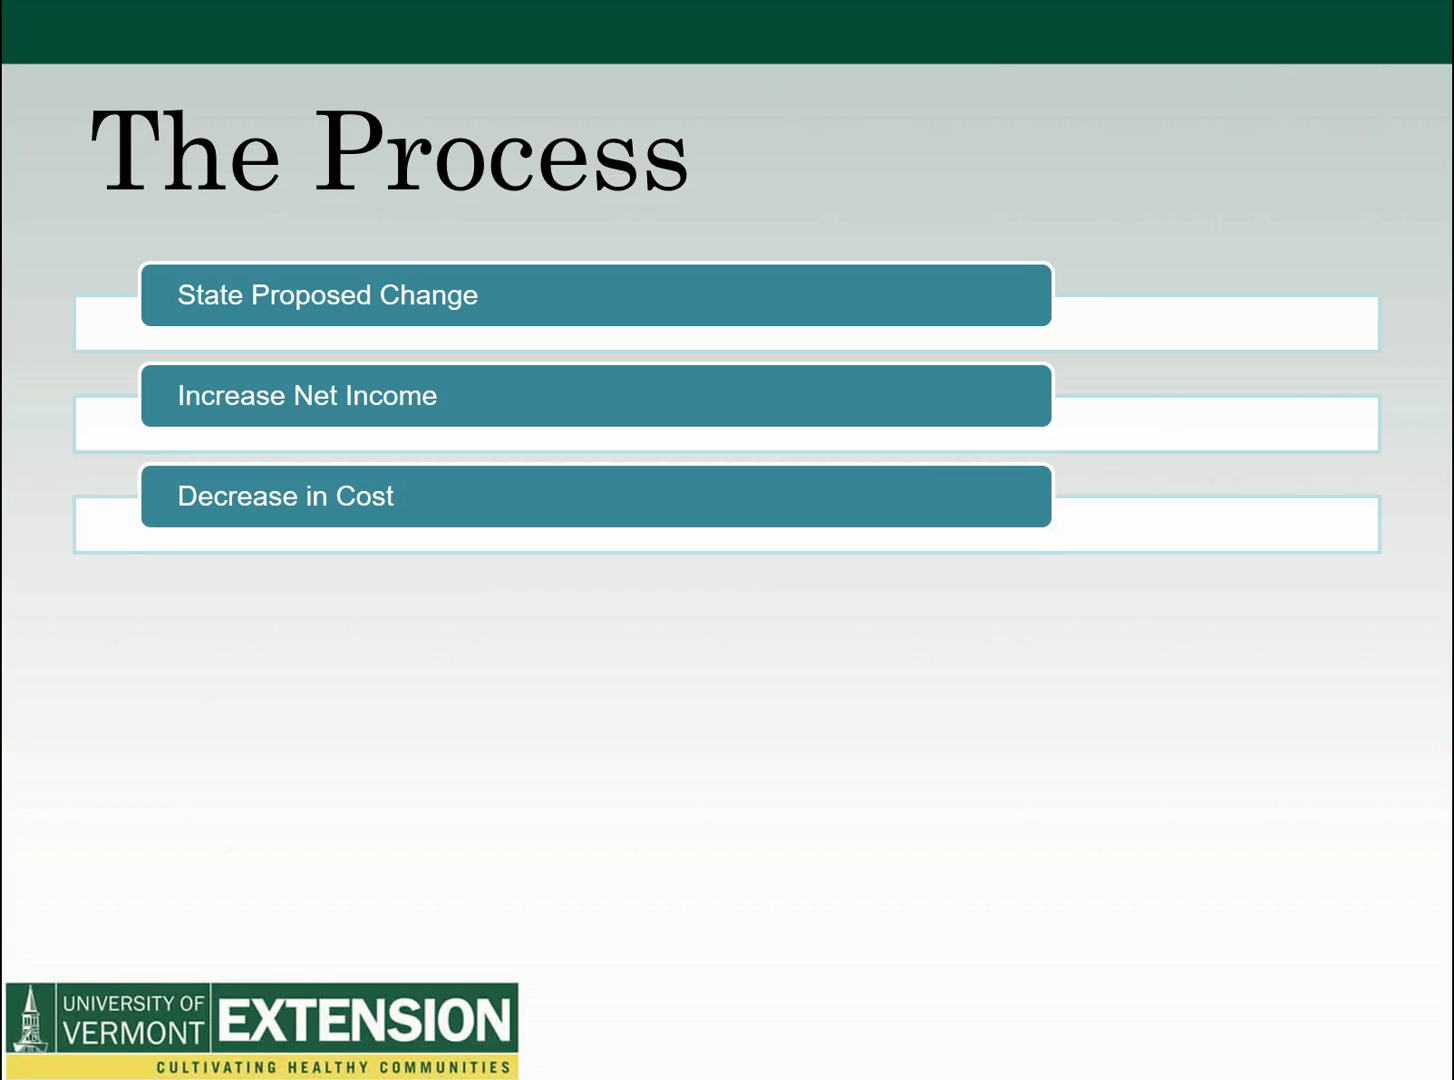 The Process
State Proposed Change
Increase Net Income
Decrease in Cost
UNIVERSITY OF
VERMONT
EXTENSION
CULTIVATING HEALTHY COMMUNITIES